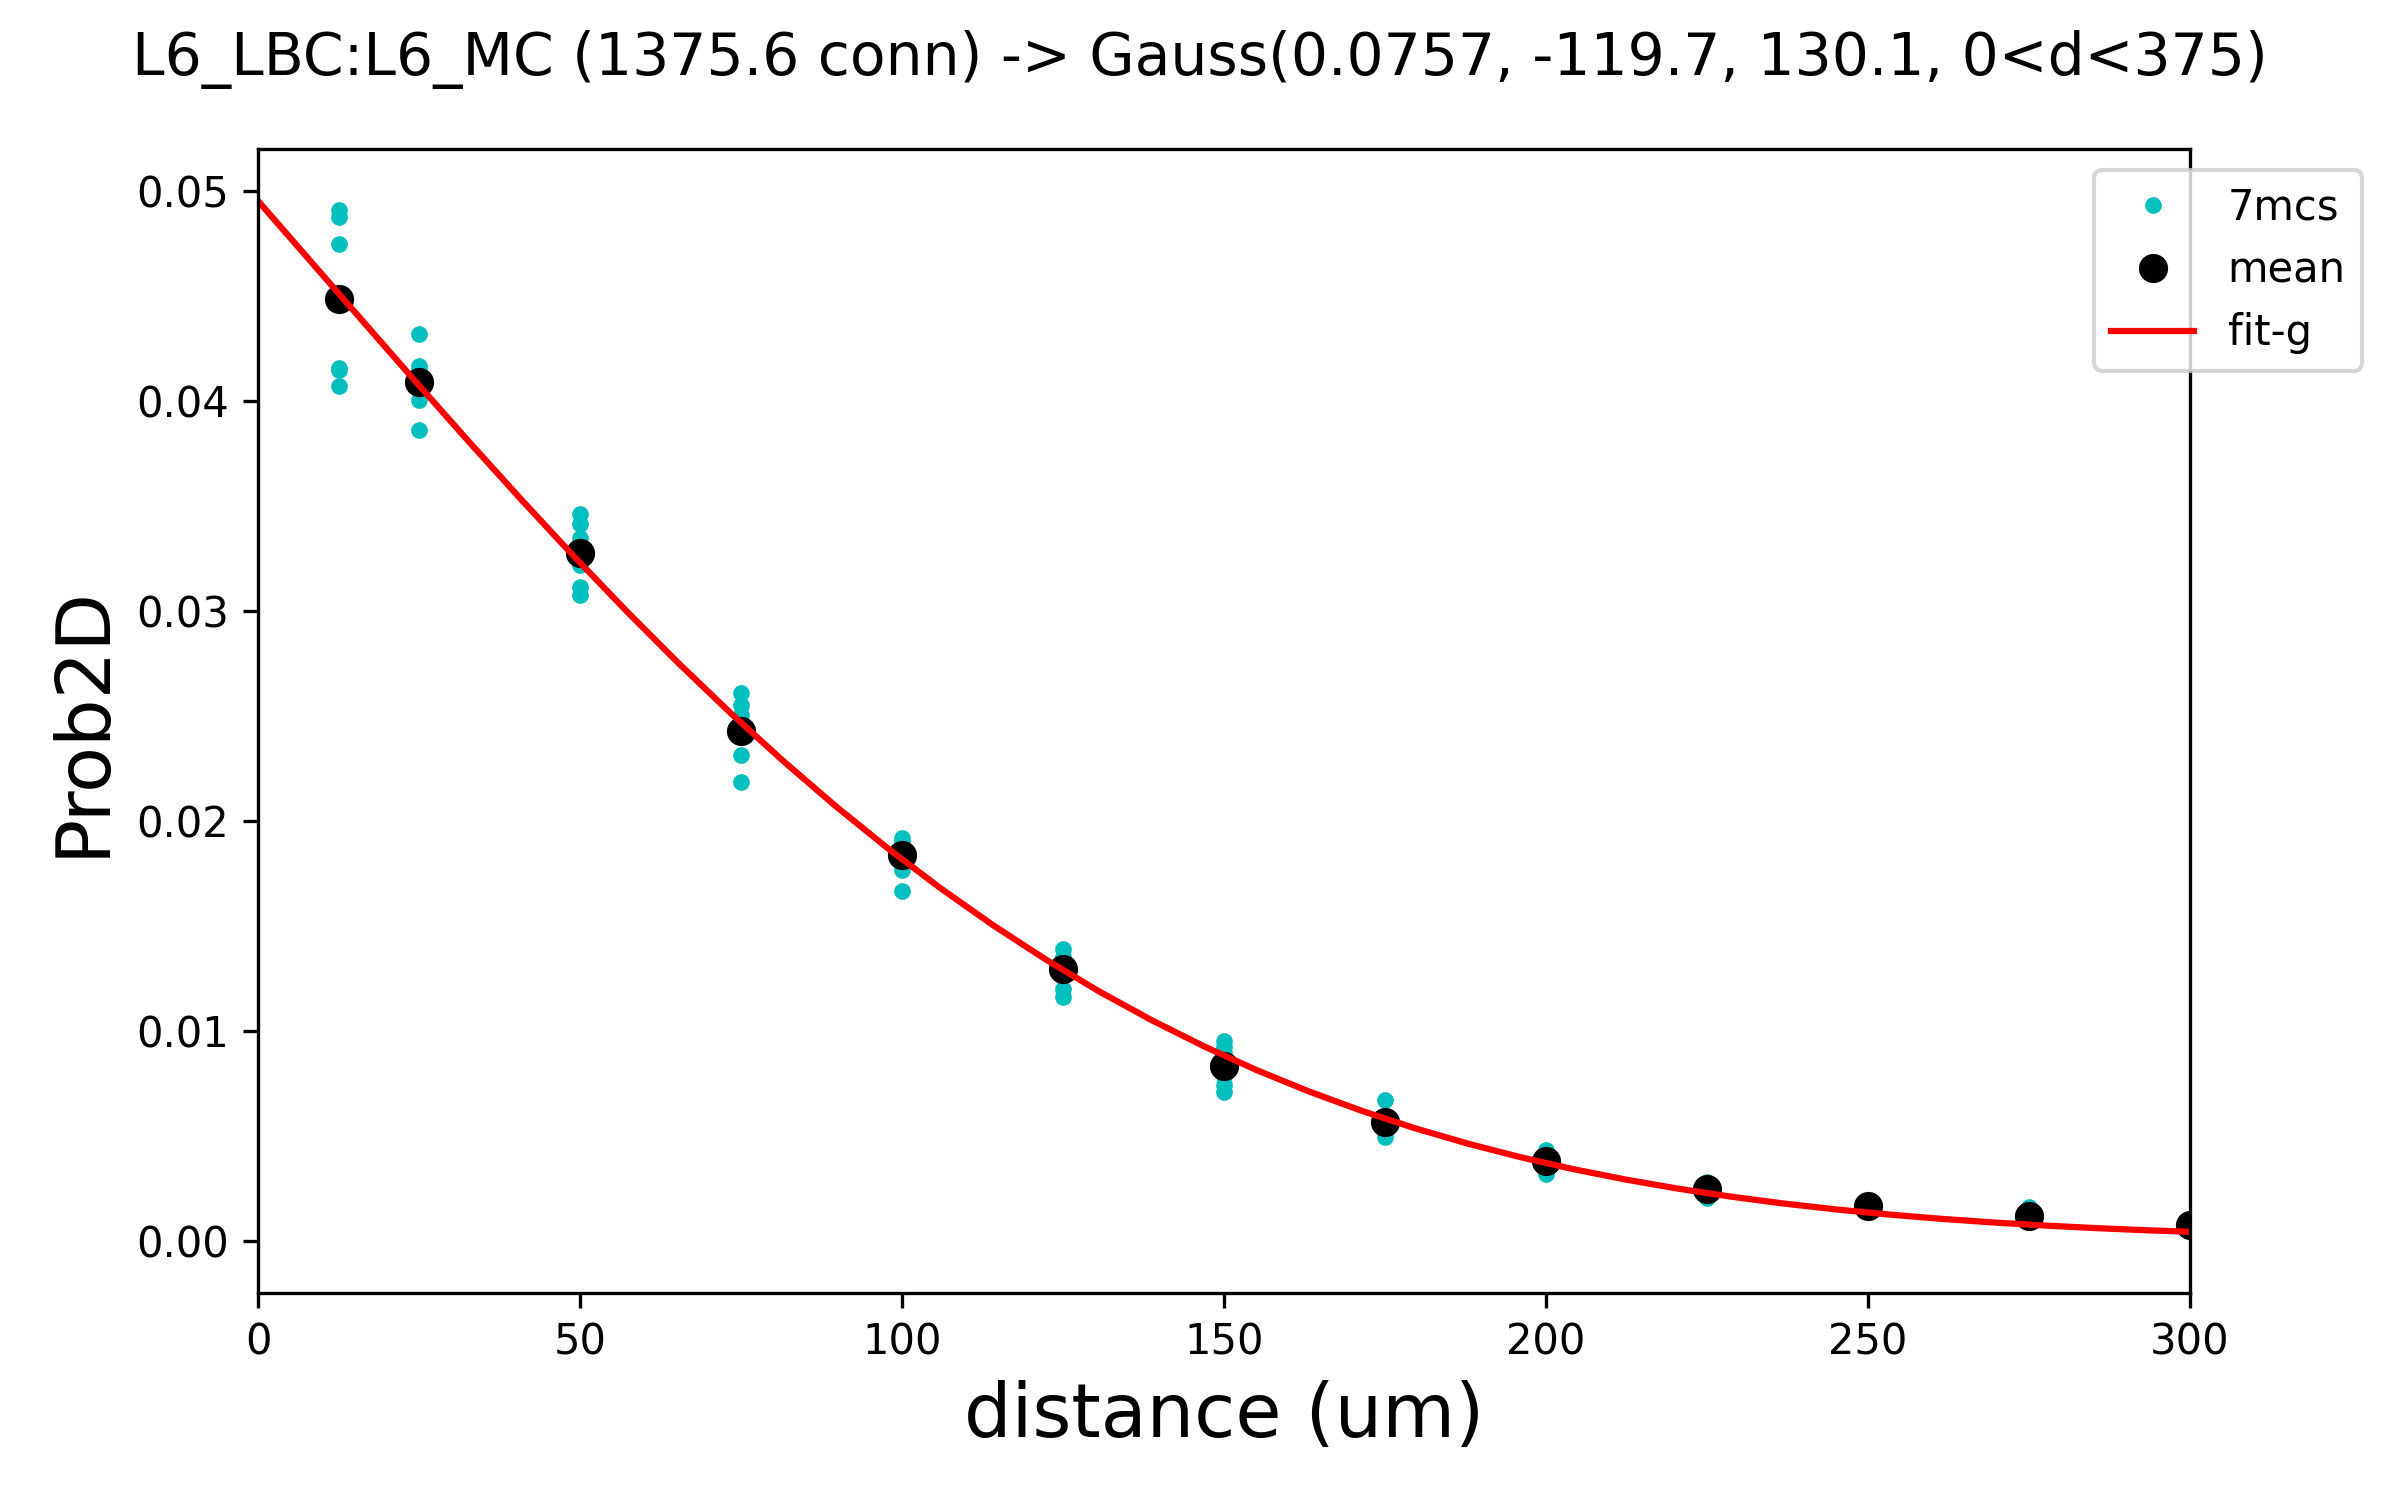 L6_LBC:L6_MC (1375.6 conn) -> Gauss(0.0757, -119.7, 130.1, 0<d<375)
7mcs
mean
fit-g
0.05
0.04
0.03
0.02
0.01
0.00
Prob2D
0 50 100 150 200 250 300
distance (um)